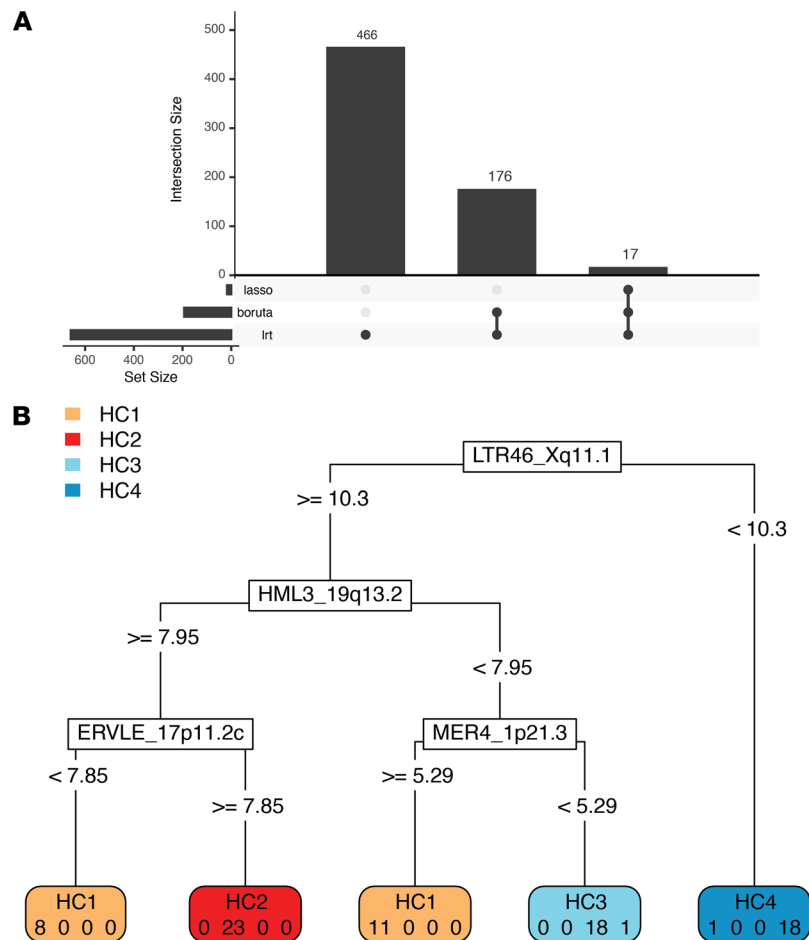 A
500
400
300
200
100
0
Intersection Size
466
176
17
lasso
boruta
lrt
600 400 200 0
Set Size
B
HC1
HC2
HC3
HC4
LTR46_Xq11.1
>= 10.3
< 10.3
HML3_19q13.2
>= 7.95
< 7.95
ERVLE_17p11.2c
MER4_1p21.3
< 7.85
>= 7.85
>= 5.29
< 5.29
HC1
8 0 0 0
HC2
0 23 0 0
HC1
11 0 0 0
HC3
0 0 18 1
HC4
1 0 0 18